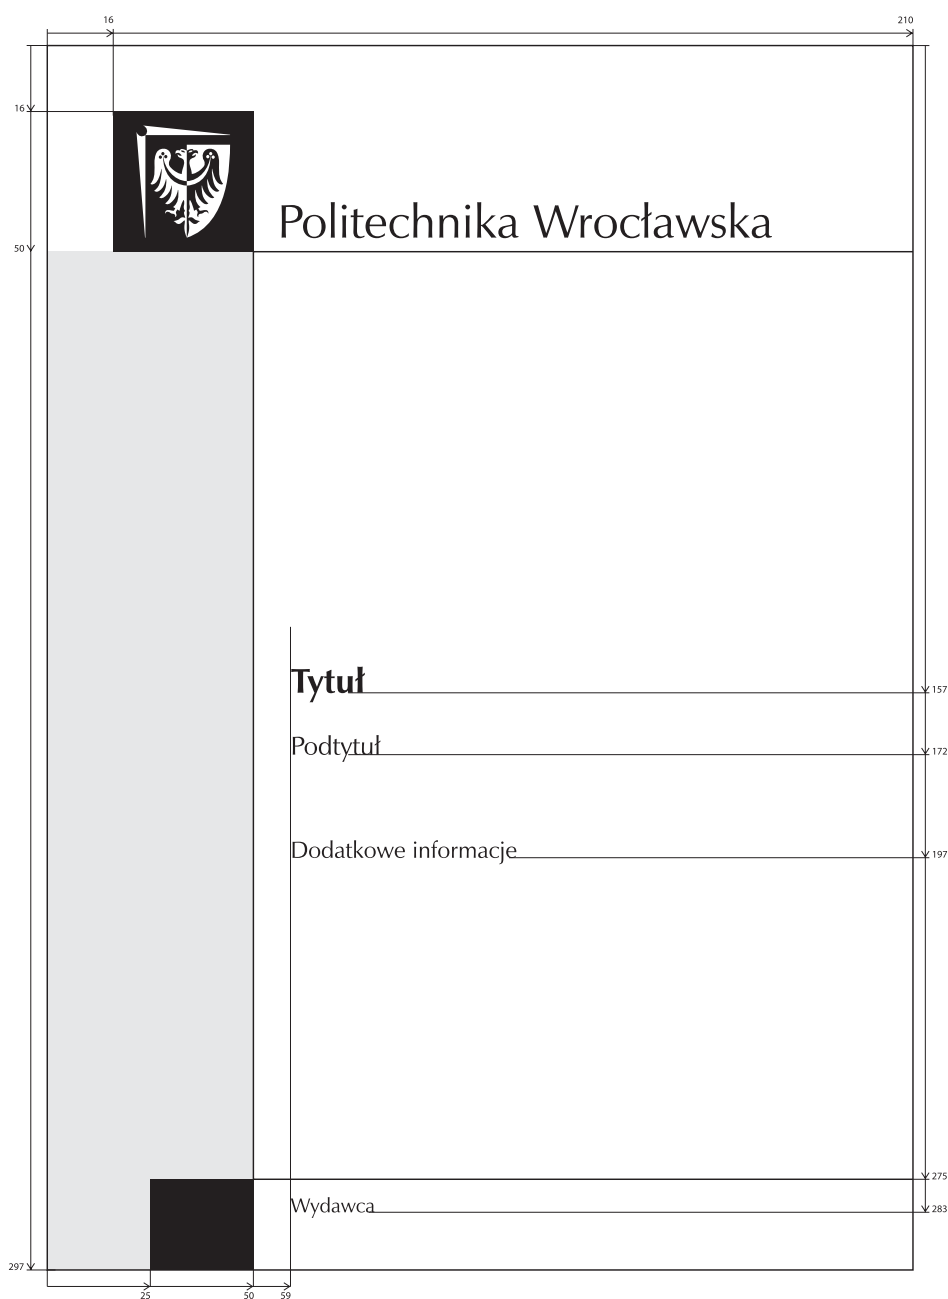 16
210
16
Politechnika Wrocławska
50
Tytuł
157
Podtytuł
172
Dodatkowe informacje
197
275
Wydawca
283
297
25
50
59